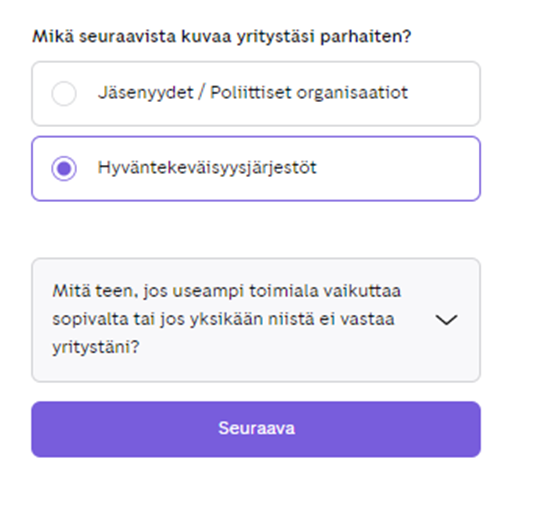 Mikä seuraavista kuvaa yritystäsi parhaiten?
Jäsenyydet / Poliittiset organisaatiot
Hyväntekeväisyysjärjestöt
Mitä teen, jos useampi toimiala vaikuttaa
sopivalta tai jos yksikään niistä ei vastaa
yritystäni?
Seuraava